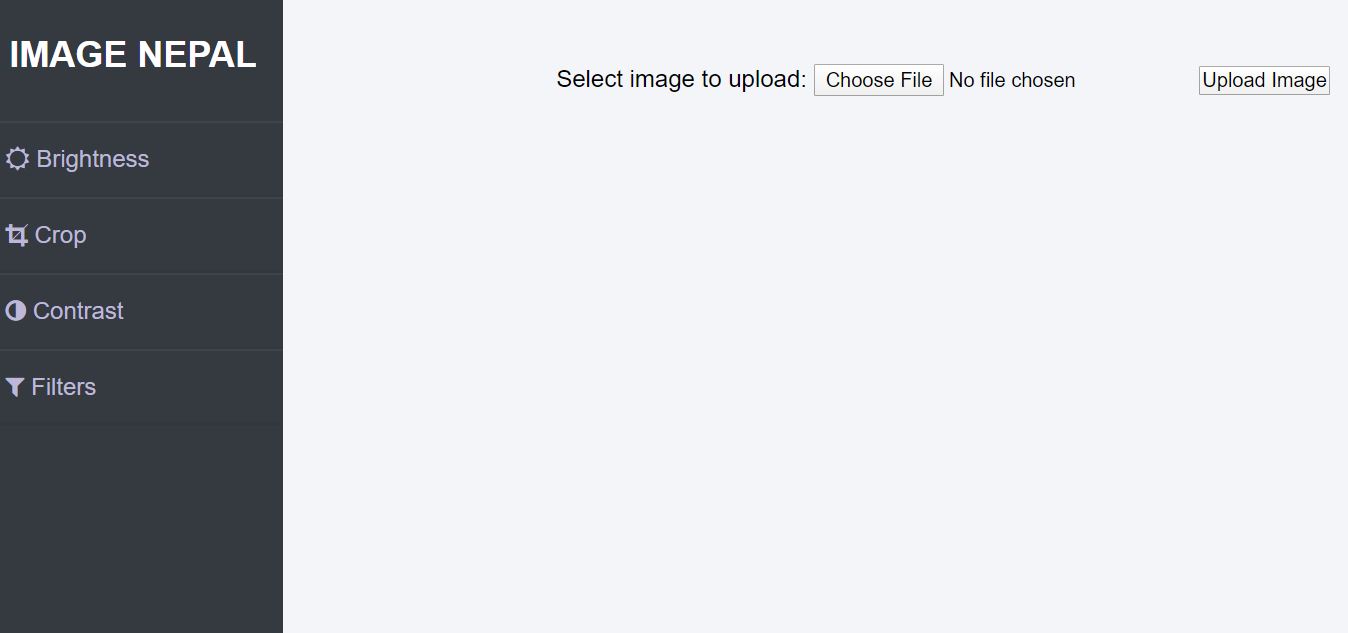 IMAGE NEPAL
Select image to upload: Choose File No file chosen Upload Image
Brightness
Crop
Contrast
Filters